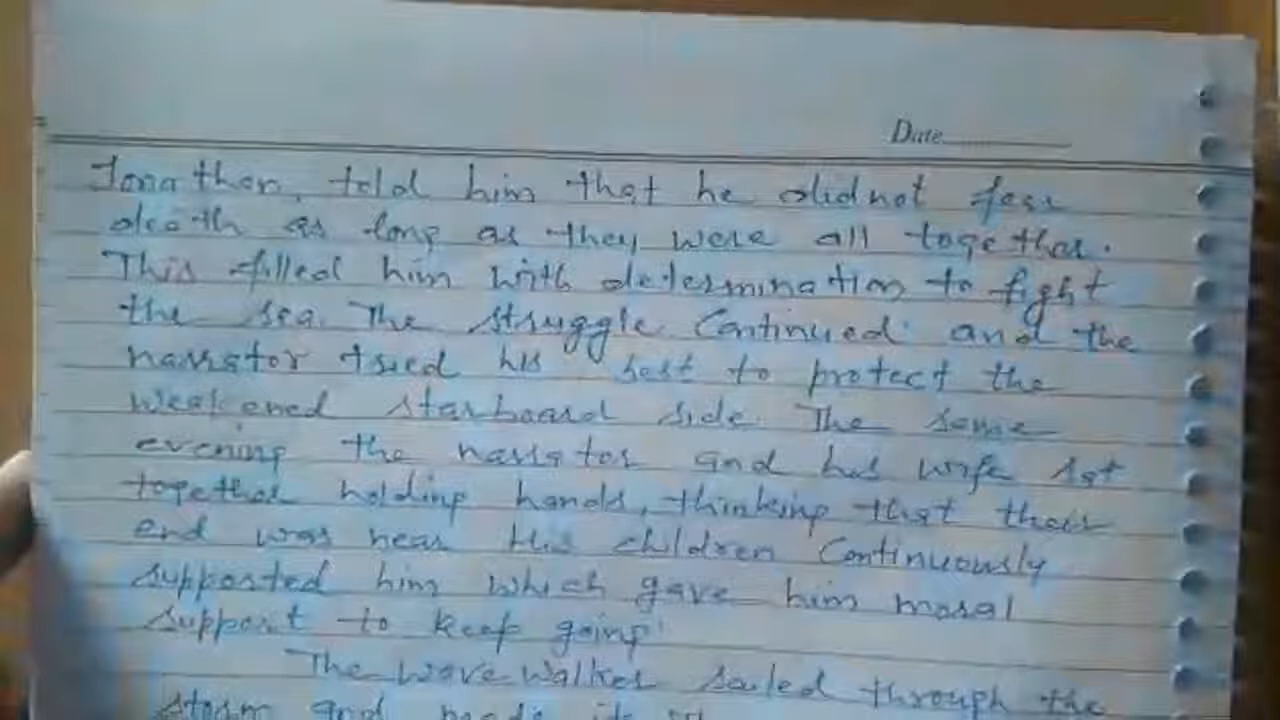 Date
Jonathan, told him that he did not fear
death as long as they were all together.
This filled him with determination to fight
the sea. The struggle Continued and the
narrator tried his best to protect the
weakened starboard side. The same
evening the narrator and his wife sat
together holding hands, thinking that their
end was near His children Continuously
supported him which gave him moral
support to keep going
The wave walker sailed through the
storm and